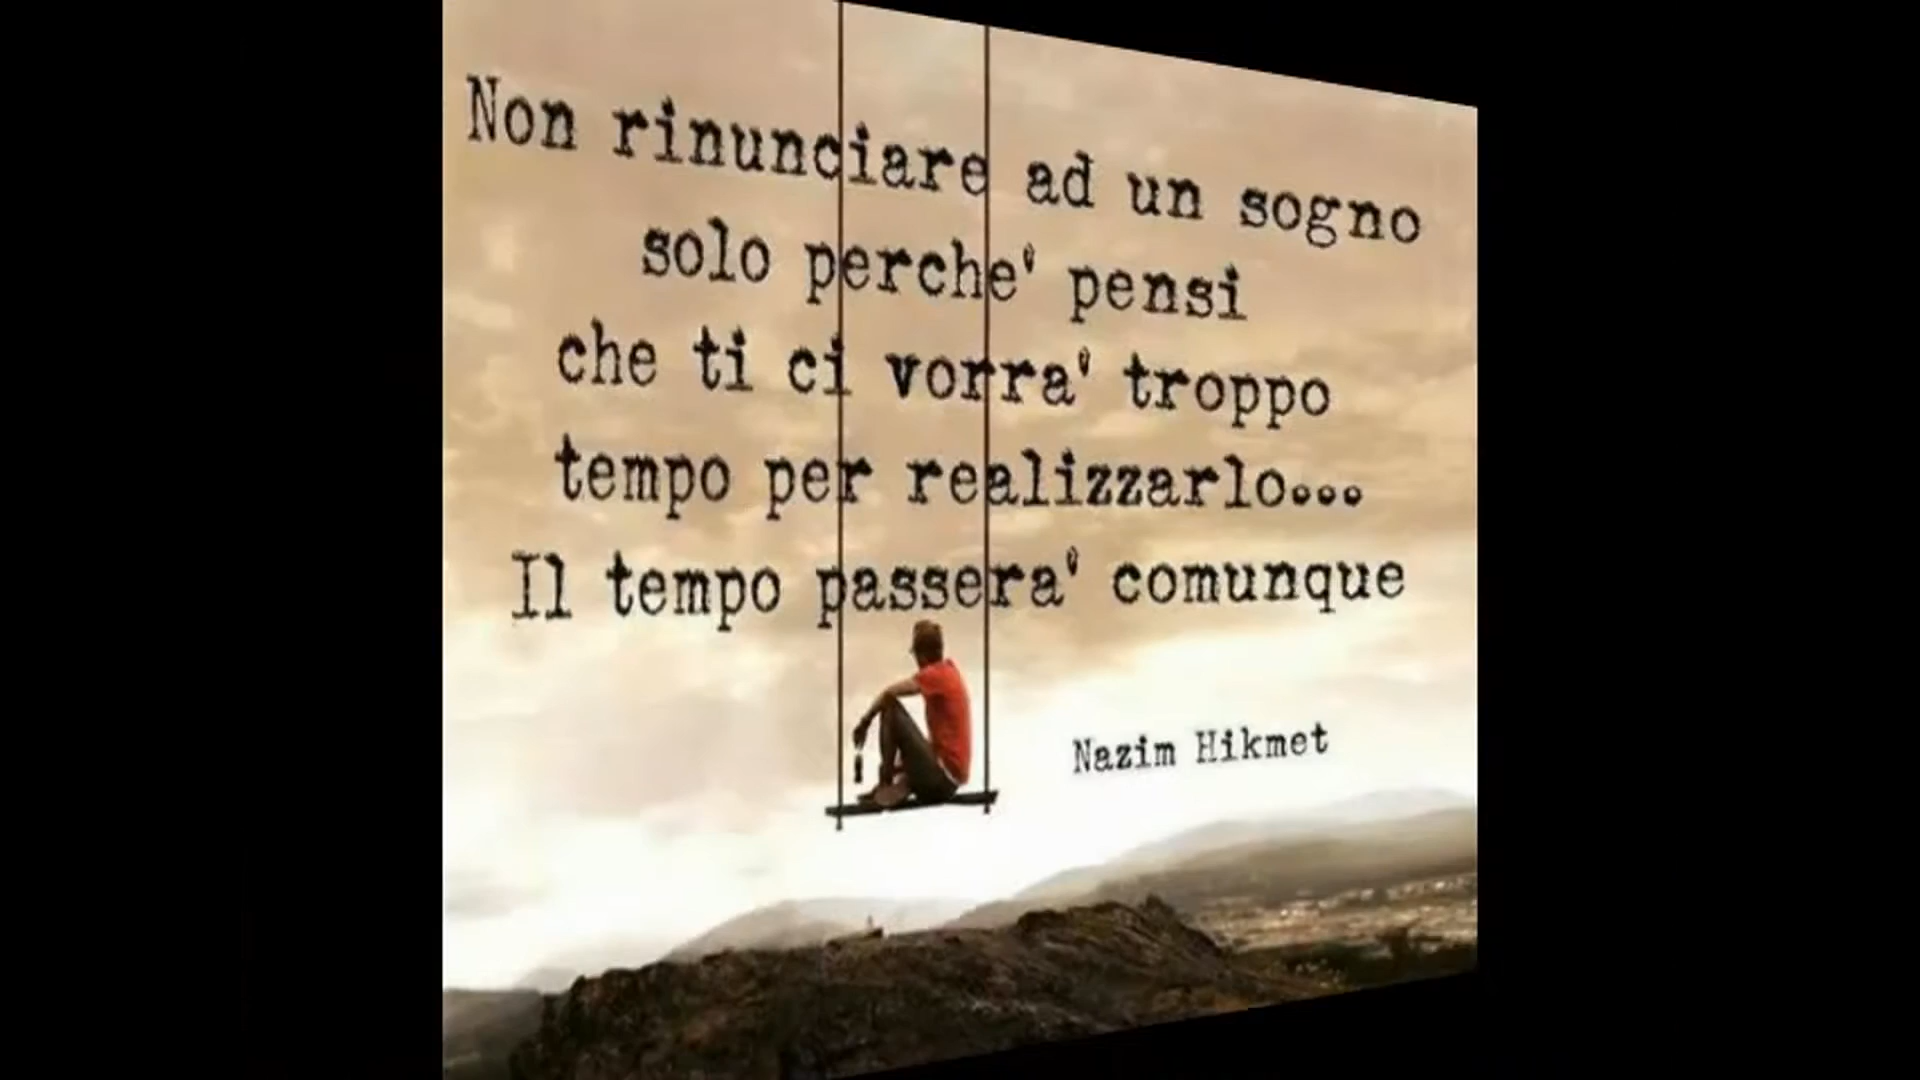 Non rinunciare ad un sogno
solo perche' pensi
che ti ci vorra' troppo
tempo per realizzarlo...
Il tempo passera' comunque
Nazim Hikmet